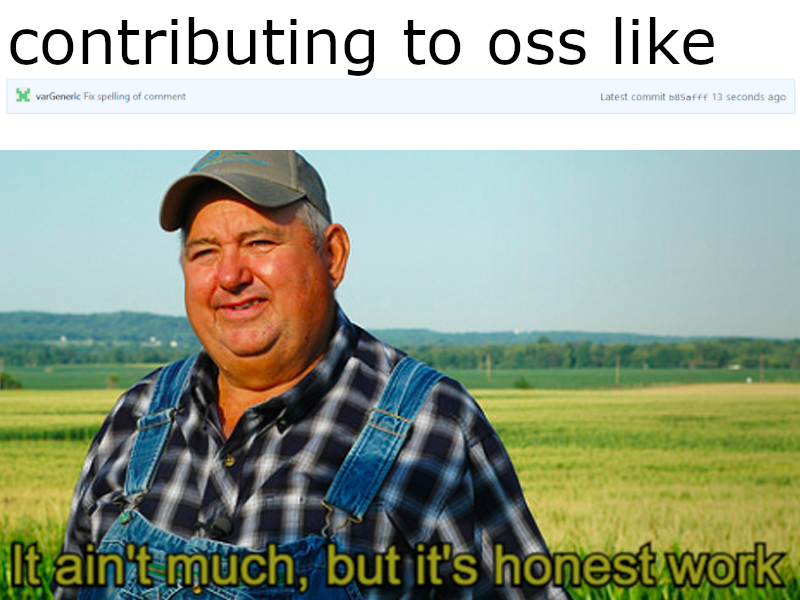 contributing to oss like
varGeneric Fix spelling of comment Latest commit b85afff 13 seconds ago
It ain't much, but it's honest work